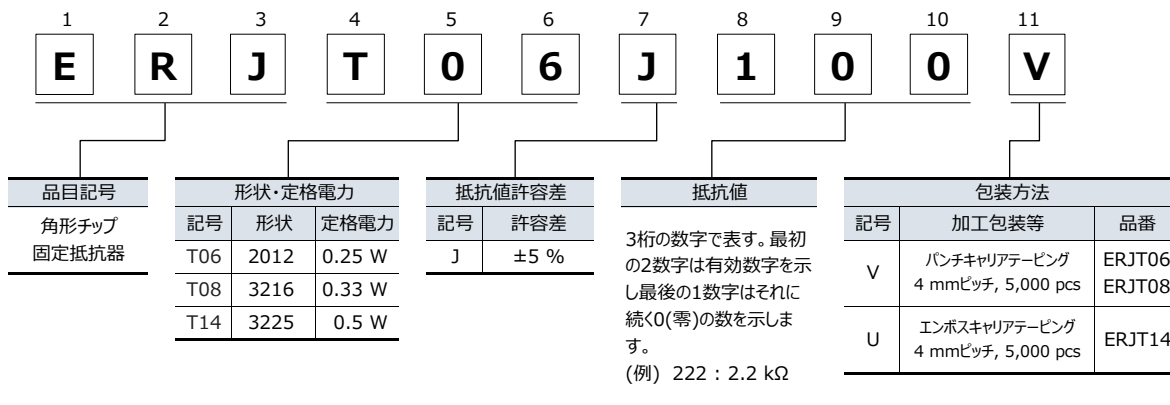 1 2 3 4 5 6 7 8 9 10 11
E R J T 0 6 J 1 0 0 V
品目記号
角形チップ
固定抵抗器
形状・定格電力
記号 形状 定格電力
T06 2012 0.25 W
T08 3216 0.33 W
T14 3225 0.5 W
抵抗値許容差
記号 許容差
J ±5 %
抵抗値
3桁の数字で表す。最初
の2数字は有効数字を示
し最後の1数字はそれに
続く0(零)の数を示しま
す。
(例) 222 : 2.2 kΩ
包装方法
記号 加工包装等 品番
V パンチキャリアテーピング
4 mmピッチ, 5,000 pcs
ERJT06
ERJT08
U エンボスキャリアテーピング
4 mmピッチ, 5,000 pcs
ERJT14